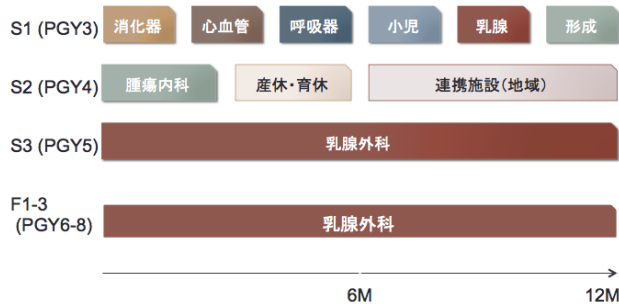 S1 (PGY3) 消化器 心血管 呼吸器 小児 乳腺 形成
S2 (PGY4) 腫瘍内科 産休・育休 連携施設(地域)
S3 (PGY5) 乳腺外科
F1-3
(PGY6-8) 乳腺外科
6M 12M